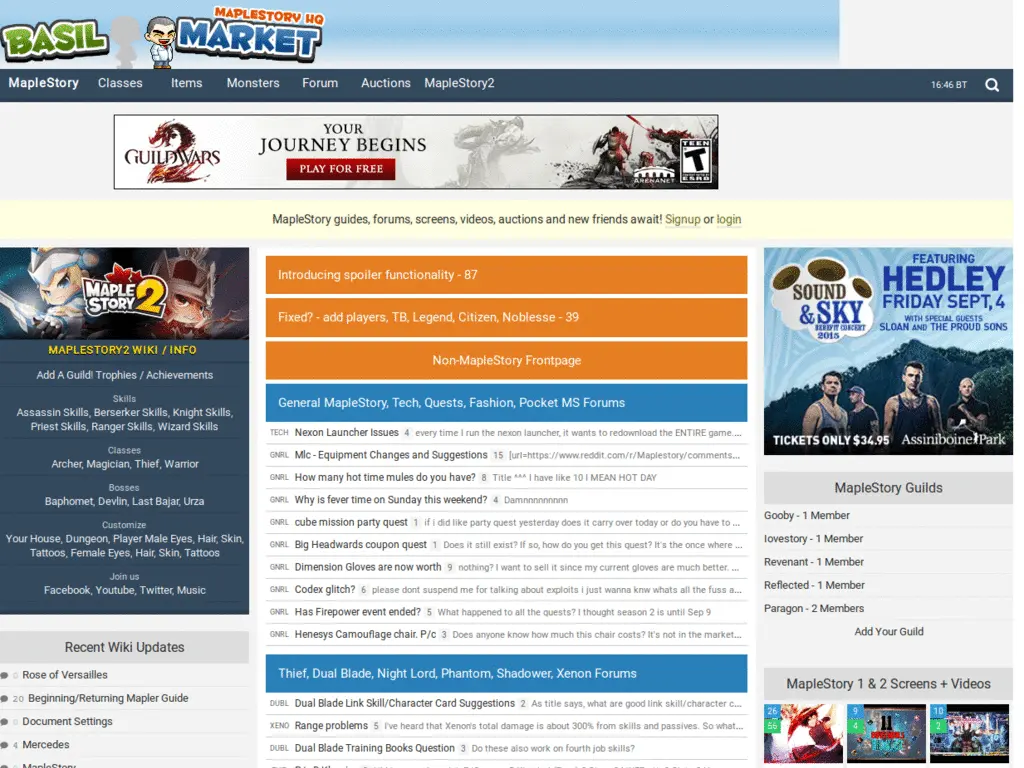 BASIL MARKET
MAPLESTORY HQ
MapleStory Classes Items Monsters Forum Auctions MapleStory2 16:46 BT
GUILDWARS
YOUR
JOURNEY BEGINS
PLAY FOR FREE
ARENANET
TEEN
T
ESRB
MapleStory guides, forums, screens, videos, auctions and new friends await! Signup or login
MAPLE
STORY 2
MAPLESTORY2 WIKI / INFO
Add A Guild! Trophies / Achievements
Skills
Assassin Skills, Berserker Skills, Knight Skills,
Priest Skills, Ranger Skills, Wizard Skills
Classes
Archer, Magician, Thief, Warrior
Bosses
Baphomet, Devlin, Last Bajar, Urza
Customize
Your House, Dungeon, Player Male Eyes, Hair, Skin,
Tattoos, Female Eyes, Hair, Skin, Tattoos
Join us
Facebook, Youtube, Twitter, Music
Recent Wiki Updates
0 Rose of Versailles
20 Beginning/Returning Mapler Guide
0 Document Settings
4 Mercedes
MapleStory
Introducing spoiler functionality - 87
Fixed? - add players, TB, Legend, Citizen, Noblesse - 39
Non-MapleStory Frontpage
General MapleStory, Tech, Quests, Fashion, Pocket MS Forums
TECH Nexon Launcher Issues 4 every time I run the nexon launcher, it wants to redownload the ENTIRE game....
GNRL Mlc - Equipment Changes and Suggestions 15 [url=https://www.reddit.com/r/Maplestory/comments...
GNRL How many hot time mules do you have? 8 Title ^^^ I have like 10 I MEAN HOT DAY
GNRL Why is fever time on Sunday this weekend? 4 Damnnnnnnnnn
GNRL cube mission party quest 1 if i did like party quest yesterday does it carry over today or do you have to ...
GNRL Big Headwards coupon quest 1 Does it still exist? If so, how do you get this quest? It's the once where ...
GNRL Dimension Gloves are now worth 9 nothing? I want to sell it since my current gloves are much better. ...
GNRL Codex glitch? 6 please dont suspend me for talking about exploits i just wanna knw whats all the fuss a...
GNRL Has Firepower event ended? 5 What happened to all the quests? I thought season 2 is until Sep 9
GNRL Henesys Camouflage chair. P/c 3 Does anyone know how much this chair costs? It's not in the market...
Thief, Dual Blade, Night Lord, Phantom, Shadower, Xenon Forums
DUBL Dual Blade Link Skill/Character Card Suggestions 2 As title says, what are good link skill/character c...
XENO Range problems 5 I've heard that Xenon's total damage is about 300% from skills and passives. So what...
DUBL Dual Blade Training Books Question 3 Do these also work on fourth job skills?
SOUND
& SKY
BENEFIT CONCERT
2015
FEATURING
HEDLEY
FRIDAY SEPT, 4
WITH SPECIAL GUESTS
SLOAN AND THE PROUD SONS
TICKETS ONLY $34.95 Assiniboine Park
MapleStory Guilds
Gooby - 1 Member
Iovestory - 1 Member
Revenant - 1 Member
Reflected - 1 Member
Paragon - 2 Members
Add Your Guild
MapleStory 1 & 2 Screens + Videos
26 9 10
56 4 2